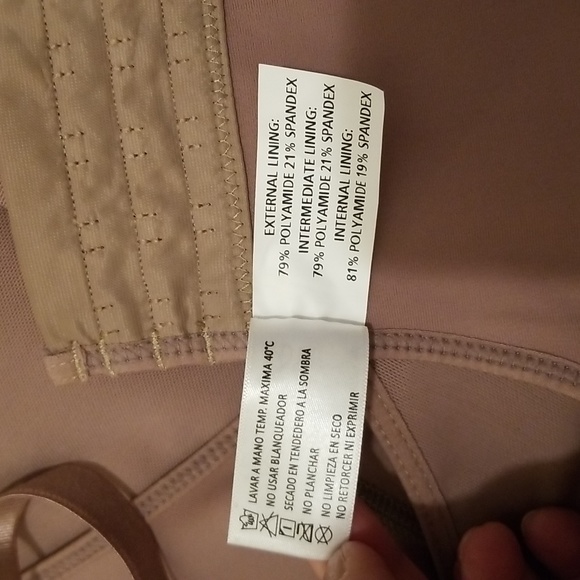 EXTERNAL LINING:
79% POLYAMIDE 21% SPANDEX
INTERMEDIATE LINING:
79% POLYAMIDE 21% SPANDEX
INTERNAL LINING:
81% POLYAMIDE 19% SPANDEX
LAVAR A MANO TEMP. MAXIMA 40°C
NO USAR BLANQUEADOR
SECADO EN TENDEDERO A LA SOMBRA
NO PLANCHAR
NO LIMPIEZA EN SECO
NO RETORCER NI EXPRIMIR